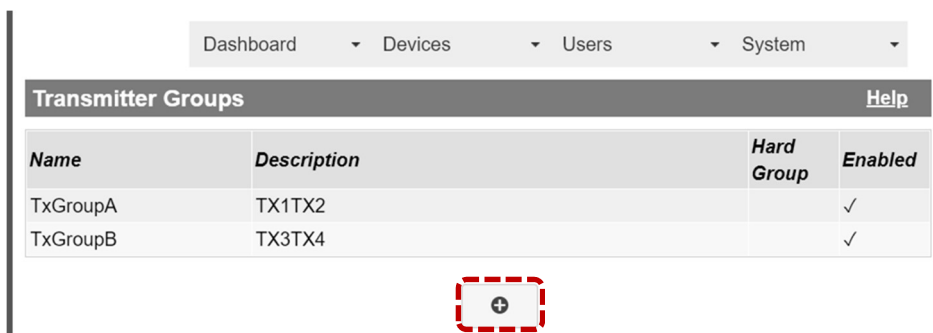 Dashboard Devices Users System
Transmitter Groups Help
Name Description Hard Group Enabled
TxGroupA TX1TX2 ✓
TxGroupB TX3TX4 ✓